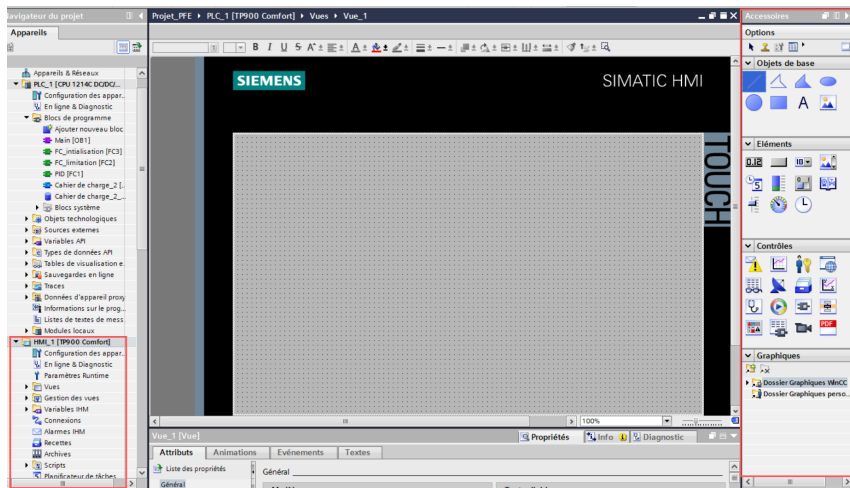 Navigateur du projet
Projet_PFE ▸ PLC_1 [TP900 Comfort] ▸ Vues ▸ Vue_1
Accessoires
Appareils
Options
Appareils & Réseaux
PLC_1 [CPU 1214C DC/DC/...
Configuration des appar..
En ligne & Diagnostic
Blocs de programme
Ajouter nouveau bloc
Main [OB1]
FC_intialisation [FC3]
FC_limitation [FC2]
PID [FC1]
Cahier de charge_2 [..
Cahier de charge_2_..
Blocs système
Objets technologiques
Sources externes
Variables API
Types de données API
Tables de visualisation e.
Sauvegardes en ligne
Traces
Données d'appareil proxy
Informations sur le prog...
Listes de textes de mess
Modules locaux
HMI_1 [TP900 Comfort]
Configuration des appar..
En ligne & Diagnostic
Paramètres Runtime
Vues
Gestion des vues
Variables IHM
Connexions
Alarmes IHM
Recettes
Archives
Scripts
Planificateur de tâches
SIEMENS
SIMATIC HMI
TOUCH
100%
Vue_1 [Vue]
Propriétés
Info
Diagnostic
Attributs
Animations
Evénements
Textes
Liste des propriétés
Général
Général
Objets de base
A
Eléments
0.12
10
5
Contrôles
PDF
Graphiques
Dossier Graphiques WinCC
Dossier Graphiques perso...